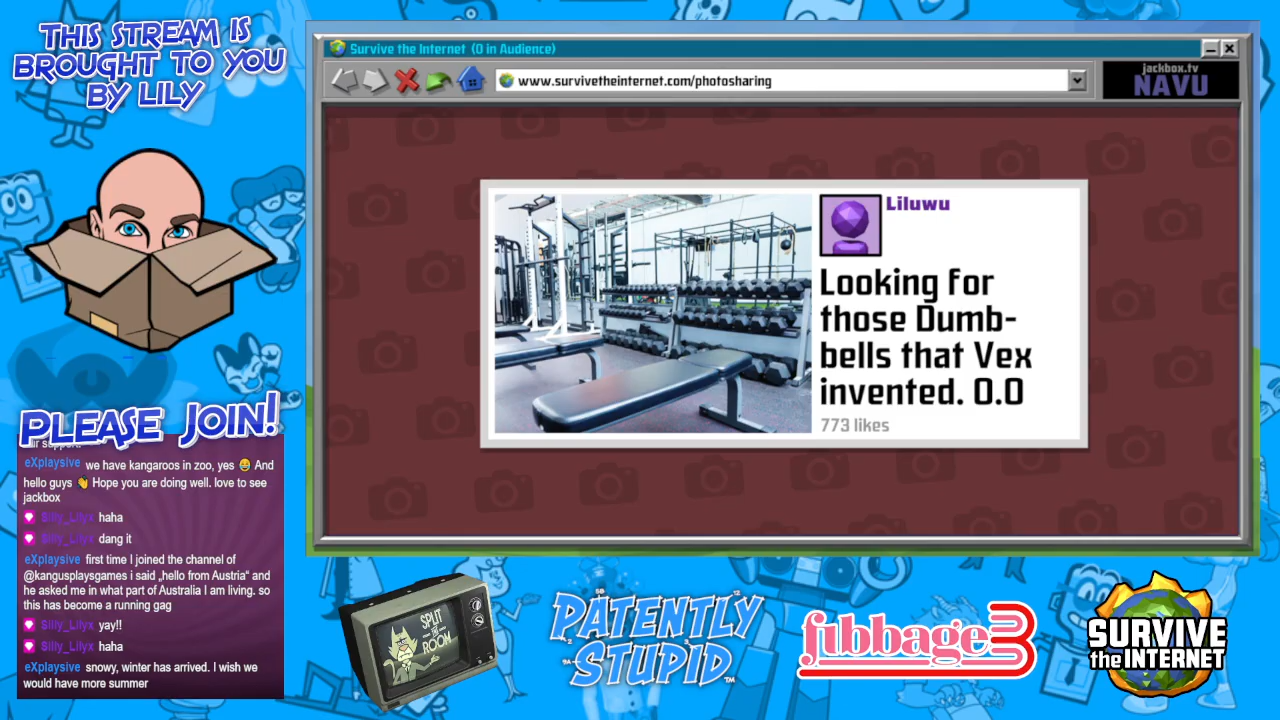 THIS STREAM IS
BROUGHT TO YOU
BY LILY
PLEASE JOIN!
eXplaysive we have kangaroos in zoo, yes 😂 And
hello guys 👋 Hope you are doing well. love to see
jackbox
Silly_Lilyx haha
Silly_Lilyx dang it
eXplaysive first time I joined the channel of
@kangusplaysgames i said „hello from Austria“ and
he asked me in what part of Australia I am living. so
this has become a running gag
Silly_Lilyx yay!!
Silly_Lilyx haha
eXplaysive snowy, winter has arrived. I wish we
would have more summer
Survive the Internet (0 in Audience)
www.survivetheinternet.com/photosharing
jackbox.tv
NAVU
Liluwu
Looking for
those Dumb-
bells that Vex
invented. O.O
773 likes
SPLIT
THE
ROOM
PATENTLY
STUPID™
fibbage 3
SURVIVE
the INTERNET